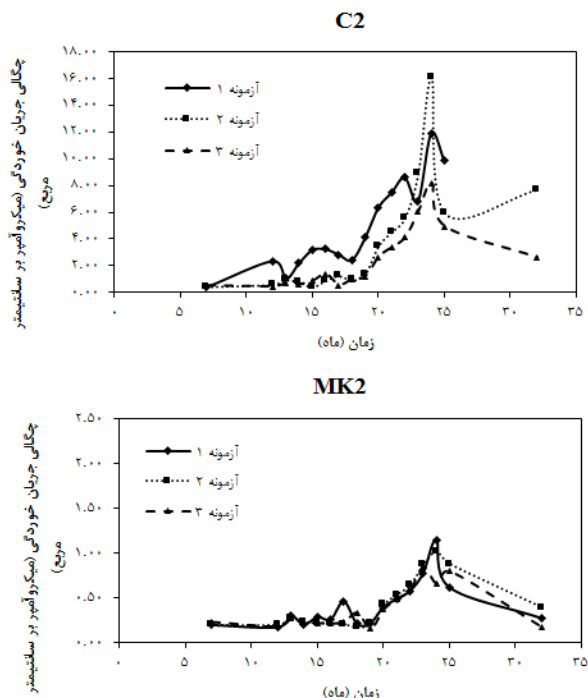 C2
چگالی جریان خوردگی (میکروآمپر بر سانتیمتر
مربع)
۱۸.۰۰
۱۶.۰۰
۱۴.۰۰
۱۲.۰۰
۱۰.۰۰
۸.۰۰
۶.۰۰
۴.۰۰
۲.۰۰
۰.۰۰
آزمونه ۱
آزمونه ۲
آزمونه ۳
۰ ۵ ۱۰ ۱۵ ۲۰ ۲۵ ۳۰ ۳۵
زمان (ماه)
MK2
چگالی جریان خوردگی (میکروآمپر بر سانتیمتر
مربع)
۲.۵۰
۲.۰۰
۱.۵۰
۱.۰۰
۰.۵۰
۰.۰۰
آزمونه ۱
آزمونه ۲
آزمونه ۳
۰ ۵ ۱۰ ۱۵ ۲۰ ۲۵ ۳۰ ۳۵
زمان (ماه)